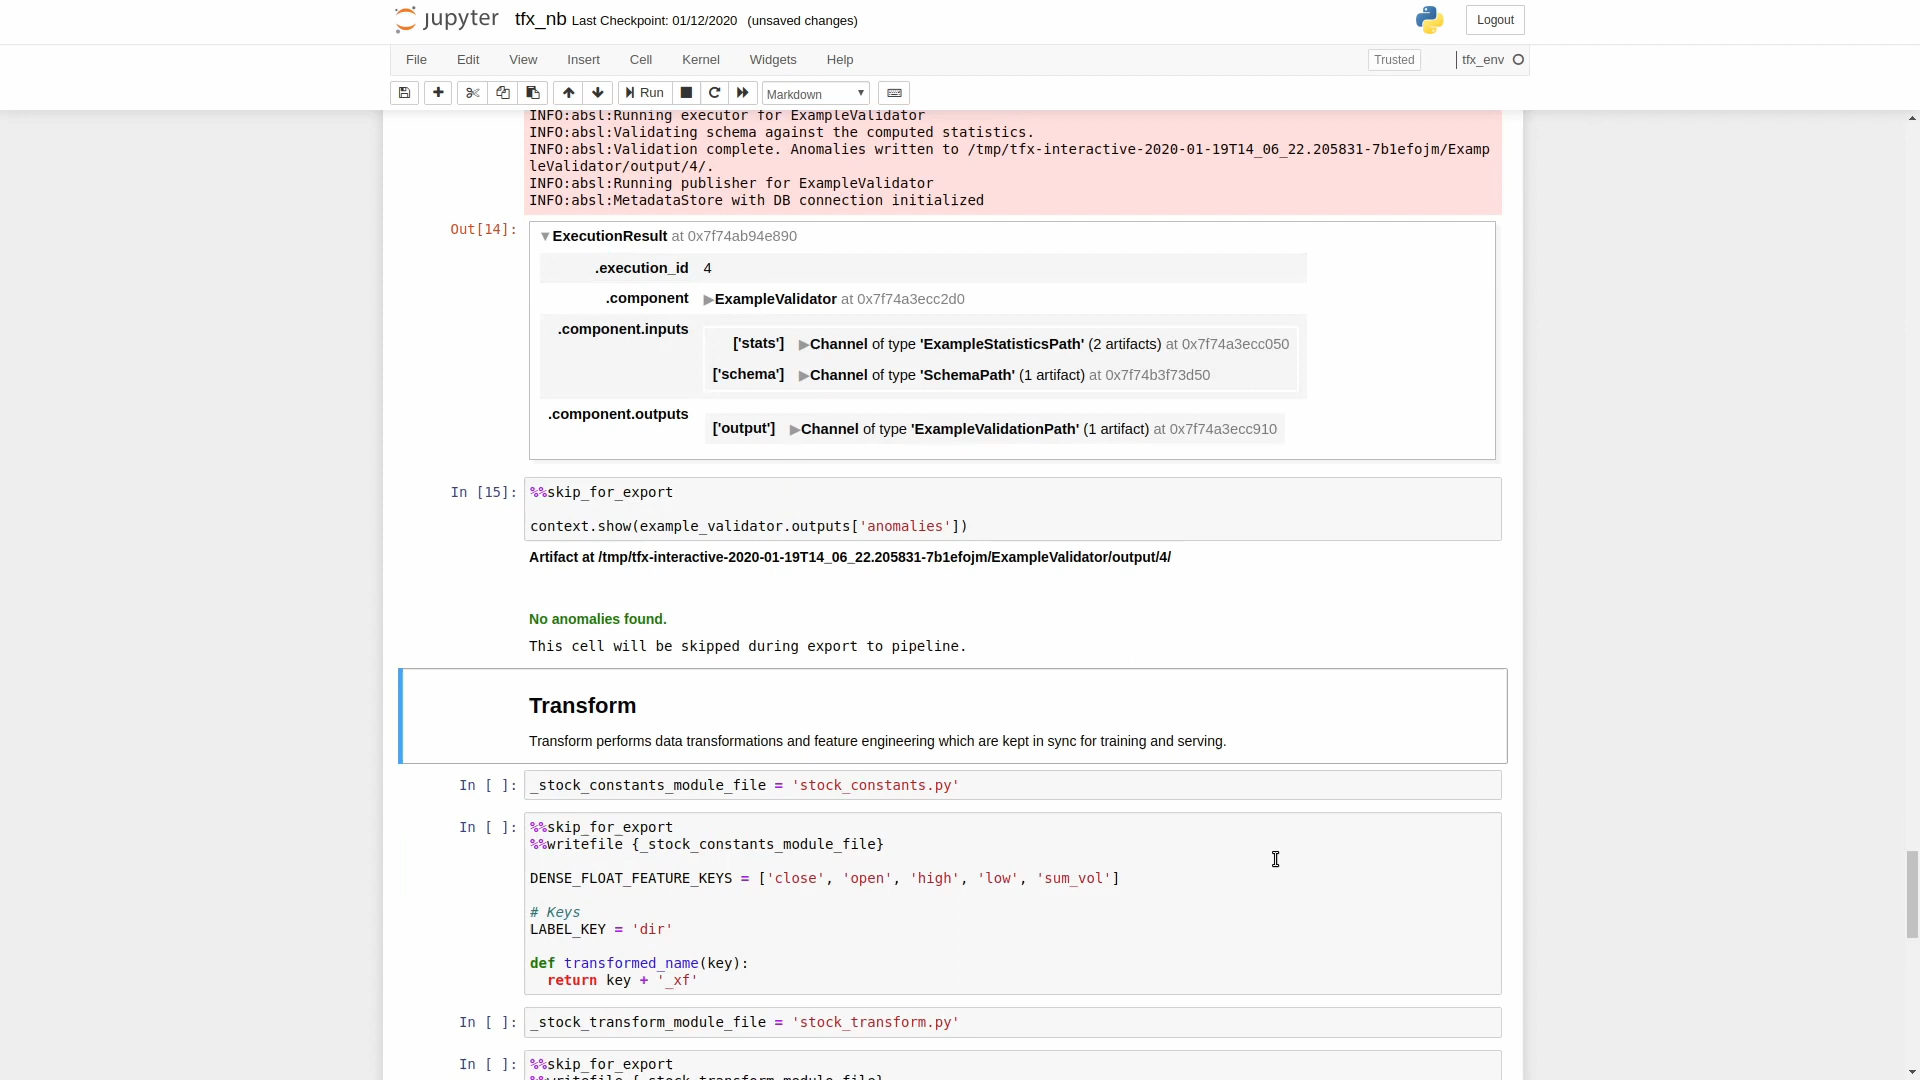 jupyter tfx_nb Last Checkpoint: 01/12/2020 (unsaved changes) Logout
File Edit View Insert Cell Kernel Widgets Help Trusted tfx_env
Run Markdown
INFO:absl:Running executor for ExampleValidator
INFO:absl:Validating schema against the computed statistics.
INFO:absl:Validation complete. Anomalies written to /tmp/tfx-interactive-2020-01-19T14_06_22.205831-7b1efojm/Examp
leValidator/output/4/.
INFO:absl:Running publisher for ExampleValidator
INFO:absl:MetadataStore with DB connection initialized
Out[14]: ▼ExecutionResult at 0x7f74ab94e890
.execution_id 4
.component ▶ExampleValidator at 0x7f74a3ecc2d0
.component.inputs
['stats'] ▶Channel of type 'ExampleStatisticsPath' (2 artifacts) at 0x7f74a3ecc050
['schema'] ▶Channel of type 'SchemaPath' (1 artifact) at 0x7f74b3f73d50
.component.outputs
['output'] ▶Channel of type 'ExampleValidationPath' (1 artifact) at 0x7f74a3ecc910
In [15]: %%skip_for_export
context.show(example_validator.outputs['anomalies'])
Artifact at /tmp/tfx-interactive-2020-01-19T14_06_22.205831-7b1efojm/ExampleValidator/output/4/
No anomalies found.
This cell will be skipped during export to pipeline.
Transform
Transform performs data transformations and feature engineering which are kept in sync for training and serving.
In [ ]: _stock_constants_module_file = 'stock_constants.py'
In [ ]: %%skip_for_export
%%writefile {_stock_constants_module_file}
DENSE_FLOAT_FEATURE_KEYS = ['close', 'open', 'high', 'low', 'sum_vol']
# Keys
LABEL_KEY = 'dir'
def transformed_name(key):
return key + '_xf'
In [ ]: _stock_transform_module_file = 'stock_transform.py'
In [ ]: %%skip_for_export
%%writefile {_stock_transform_module_file}